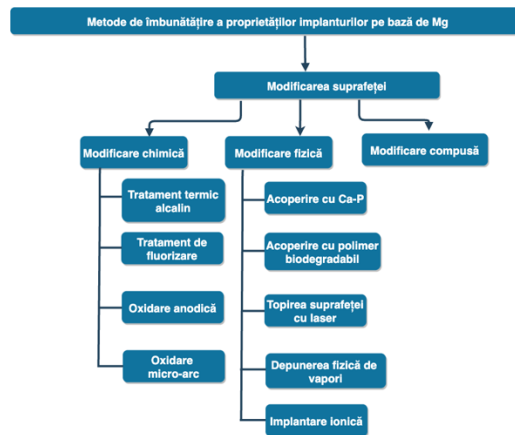 Metode de îmbunătățire a proprietăților implanturilor pe bază de Mg
Modificarea suprafeței
Modificare chimică
Modificare fizică
Modificare compusă
Tratament termic
alcalin
Tratament de
fluorizare
Oxidare anodică
Oxidare
micro-arc
Acoperire cu Ca-P
Acoperire cu polimer
biodegradabil
Topirea suprafeței
cu laser
Depunerea fizică de
vapori
Implantare ionică